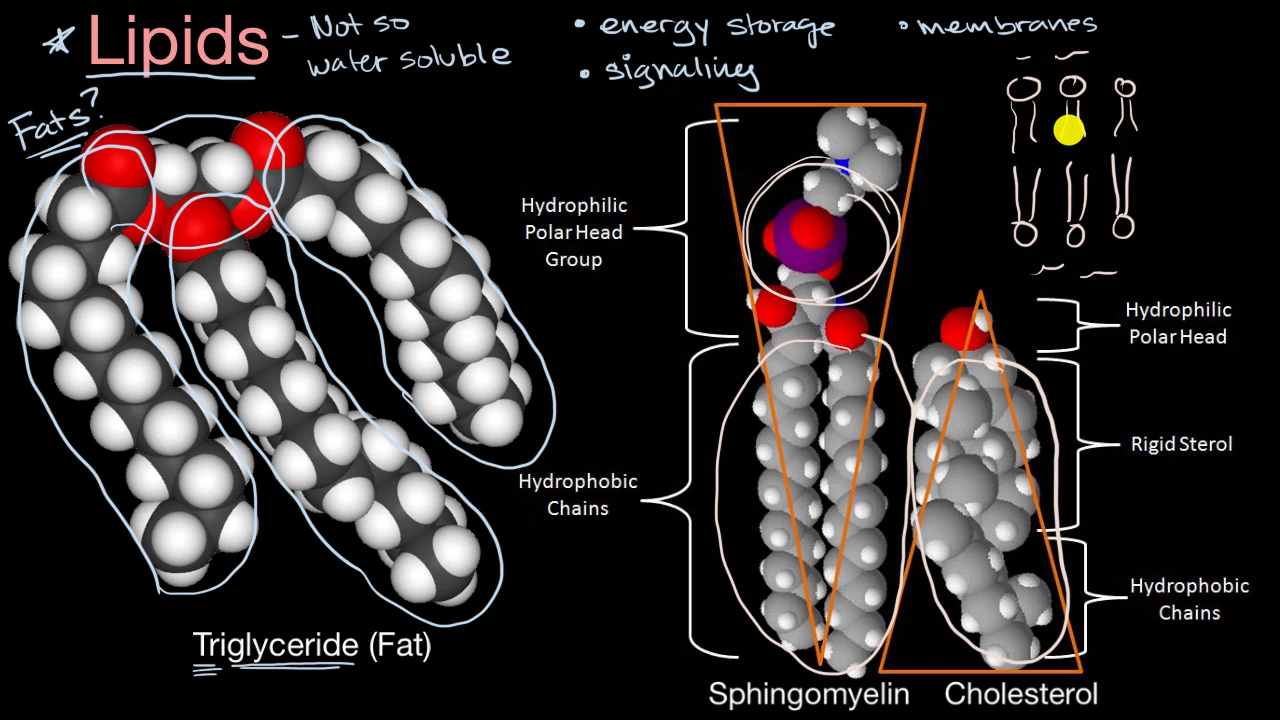 * Lipids - Not so
water soluble
• energy storage
• signaling
• membranes
Fats?
Hydrophilic
Polar Head
Group
Hydrophobic
Chains
Hydrophilic
Polar Head
Rigid Sterol
Hydrophobic
Chains
Triglyceride (Fat)
Sphingomyelin
Cholesterol